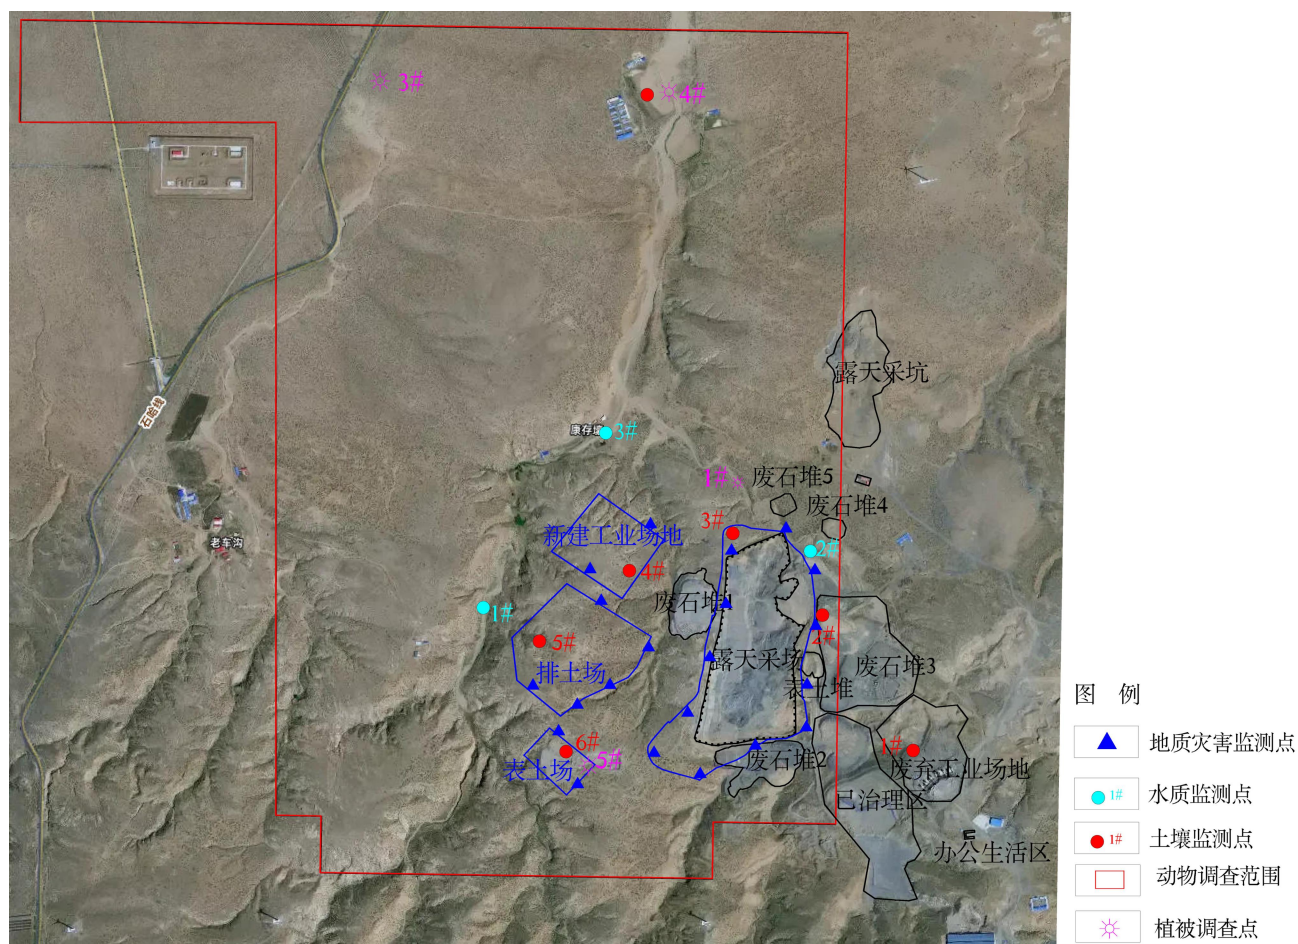 3#
4#
露天采坑
石哈线
3#
1#
废石堆5
废石堆4
新建工业场地
3#
2#
老车沟
4#
废石堆1
1#
2#
5#
排土场
露天采场
废石堆3
表土堆
6#
5#
表土场
废石堆2
1#
废弃工业场地
已治理区
办公生活区
图 例
地质灾害监测点
1# 水质监测点
1# 土壤监测点
动物调查范围
植被调查点